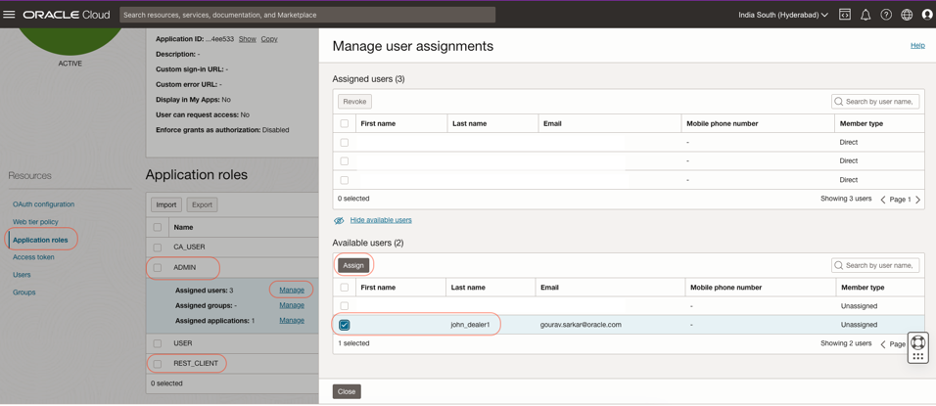 ORACLE Cloud
Search resources, services, documentation, and Marketplace
India South (Hyderabad)
ACTIVE
Application ID: ...4ee533 Show Copy
Description: -
Custom sign-in URL: -
Custom error URL: -
Display in My Apps: No
User can request access: No
Enforce grants as authorization: Disabled
Resources
OAuth configuration
Web tier policy
Application roles
Access token
Users
Groups
Application roles
Import Export
Name
CA_USER
ADMIN
Assigned users: 3 Manage
Assigned groups: - Manage
Assigned applications: 1 Manage
USER
REST_CLIENT
0 selected
Manage user assignments
Help
Assigned users (3)
Revoke
Search by user name,
First name Last name Email Mobile phone number Member type
- Direct
- Direct
- Direct
0 selected Showing 3 users Page 1
Hide available users
Available users (2)
Assign
Search by user name,
First name Last name Email Mobile phone number Member type
- Unassigned
john_dealer1 gourav.sarkar@oracle.com - Unassigned
1 selected Showing 2 users Page
Close